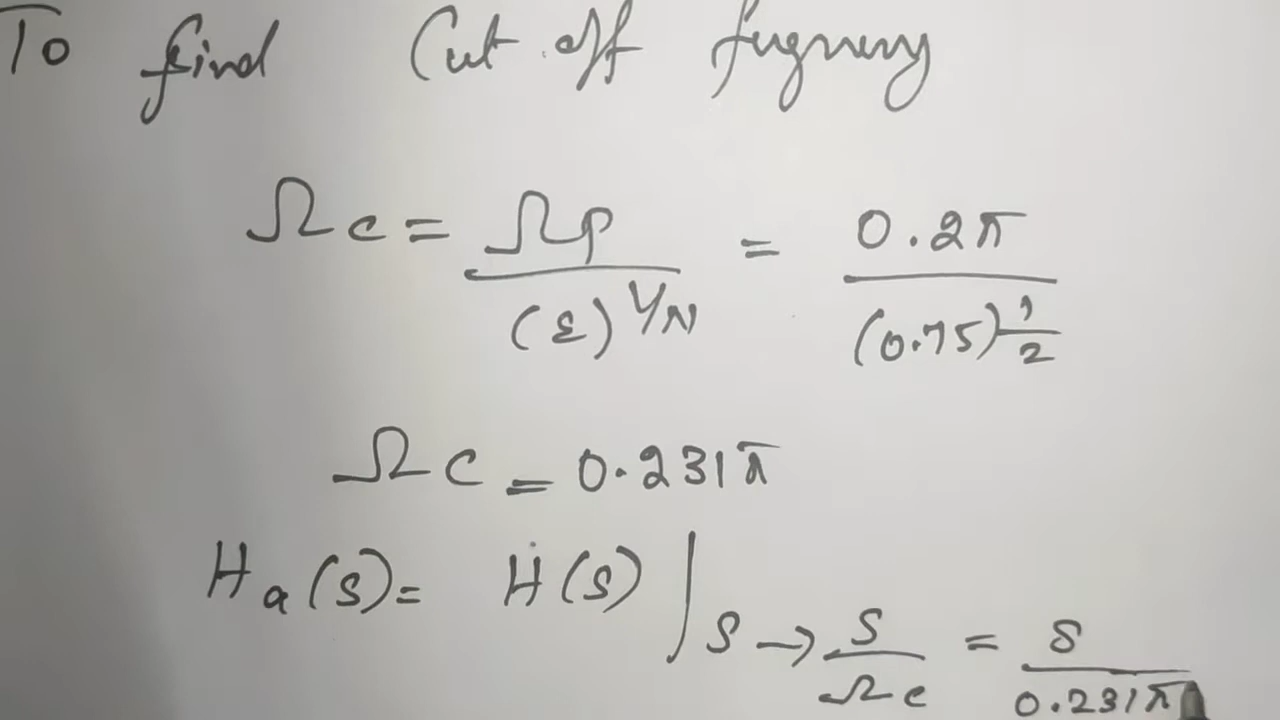 To find Cut off fuqnency
Ωc = Ωp / (ε)^1/N = 0.2π / (0.75)^1/2
Ωc = 0.231π
Ha(s) = H(s) | s → s / Ωc = s / 0.231π